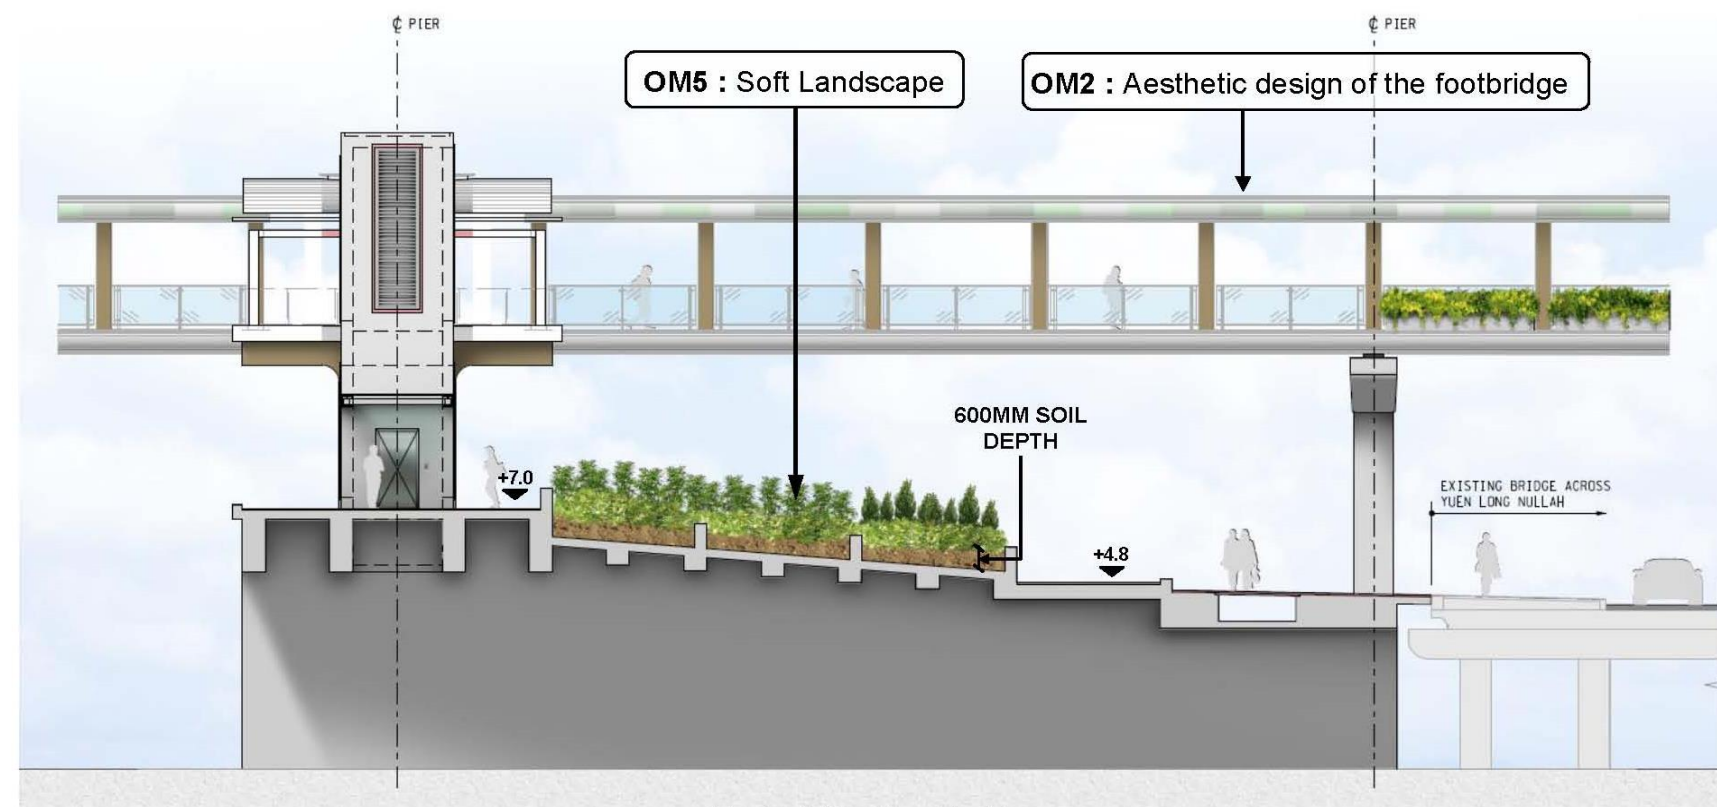 ℄ PIER
℄ PIER
OM5 : Soft Landscape
OM2 : Aesthetic design of the footbridge
600MM SOIL
DEPTH
+7.0
EXISTING BRIDGE ACROSS
YUEN LONG NULLAH
+4.8